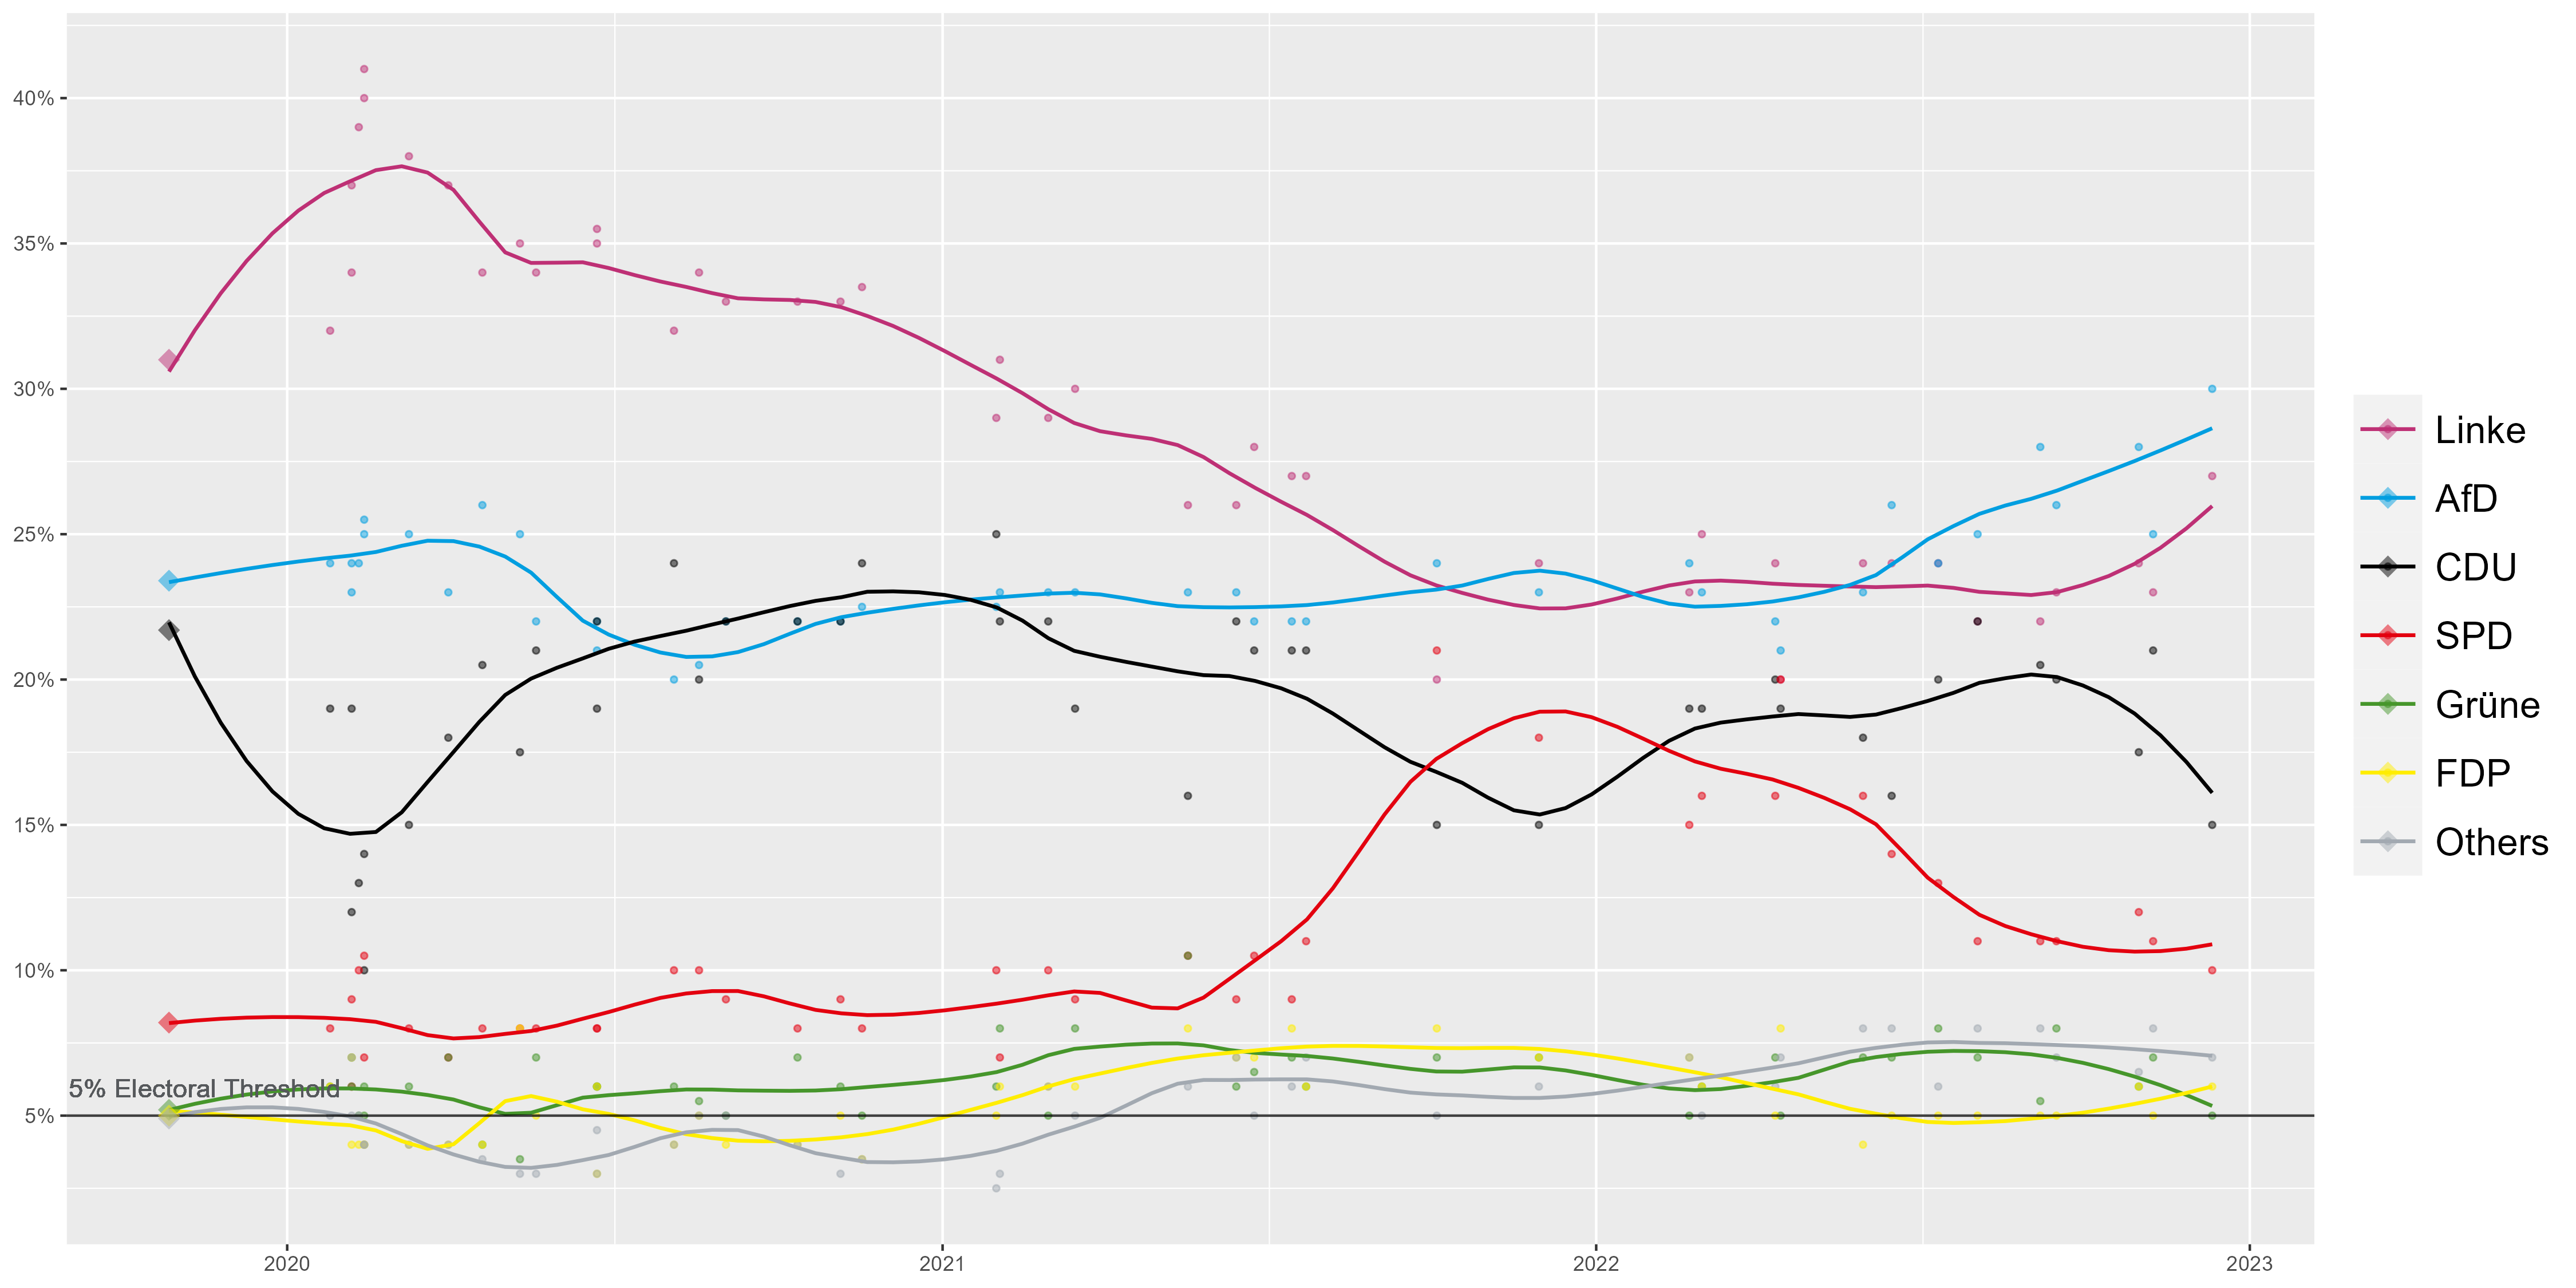 40%
35%
30%
25%
20%
15%
10%
5%
5% Electoral Threshold
2020
2021
2022
2023
Linke
AfD
CDU
SPD
Grüne
FDP
Others